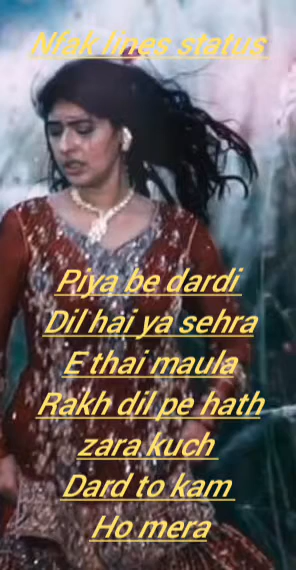 Nfak lines status
Piya be dardi
Dil hai ya sehra
E thai maula
Rakh dil pe hath
zara kuch
Dard to kam
Ho mera